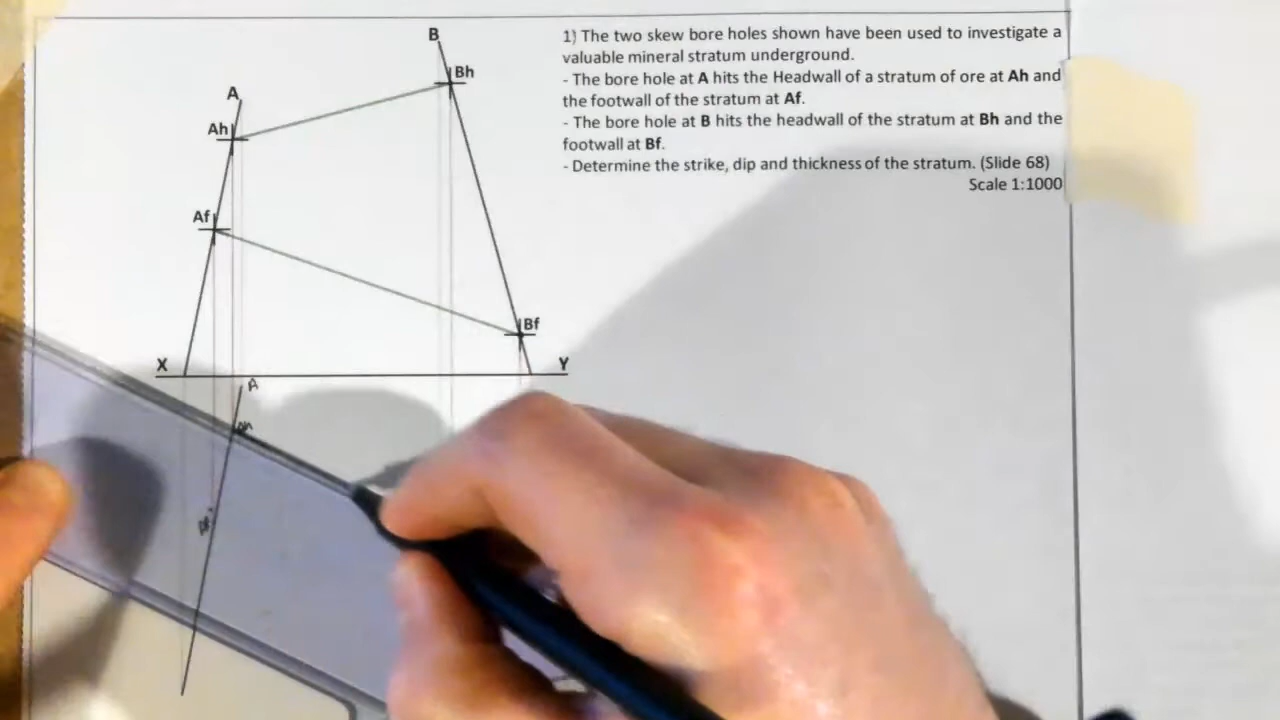 B
Bh
A
Ah
Af
Bf
X
Y
A
1) The two skew bore holes shown have been used to investigate a
valuable mineral stratum underground.
- The bore hole at A hits the Headwall of a stratum of ore at Ah and
the footwall of the stratum at Af.
- The bore hole at B hits the headwall of the stratum at Bh and the
footwall at Bf.
- Determine the strike, dip and thickness of the stratum. (Slide 68)
Scale 1:1000